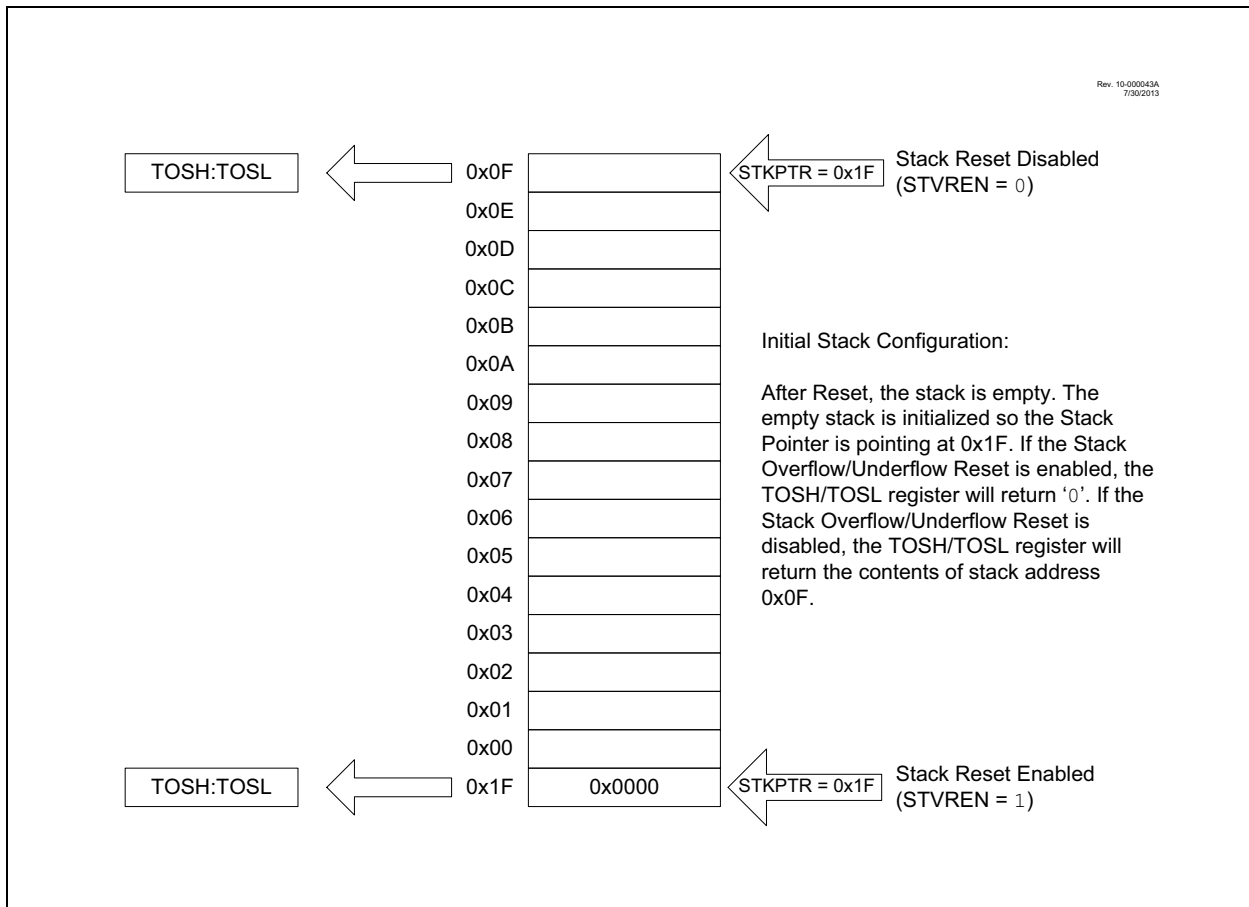 Rev. 10-000043A
7/30/2013
TOSH:TOSL
0x0F
STKPTR = 0x1F
Stack Reset Disabled
(STVREN = 0)
0x0E
0x0D
0x0C
0x0B
0x0A
0x09
0x08
0x07
0x06
0x05
0x04
0x03
0x02
0x01
0x00
Initial Stack Configuration:
After Reset, the stack is empty. The
empty stack is initialized so the Stack
Pointer is pointing at 0x1F. If the Stack
Overflow/Underflow Reset is enabled, the
TOSH/TOSL register will return ‘0’. If the
Stack Overflow/Underflow Reset is
disabled, the TOSH/TOSL register will
return the contents of stack address
0x0F.
TOSH:TOSL
0x1F
0x0000
STKPTR = 0x1F
Stack Reset Enabled
(STVREN = 1)